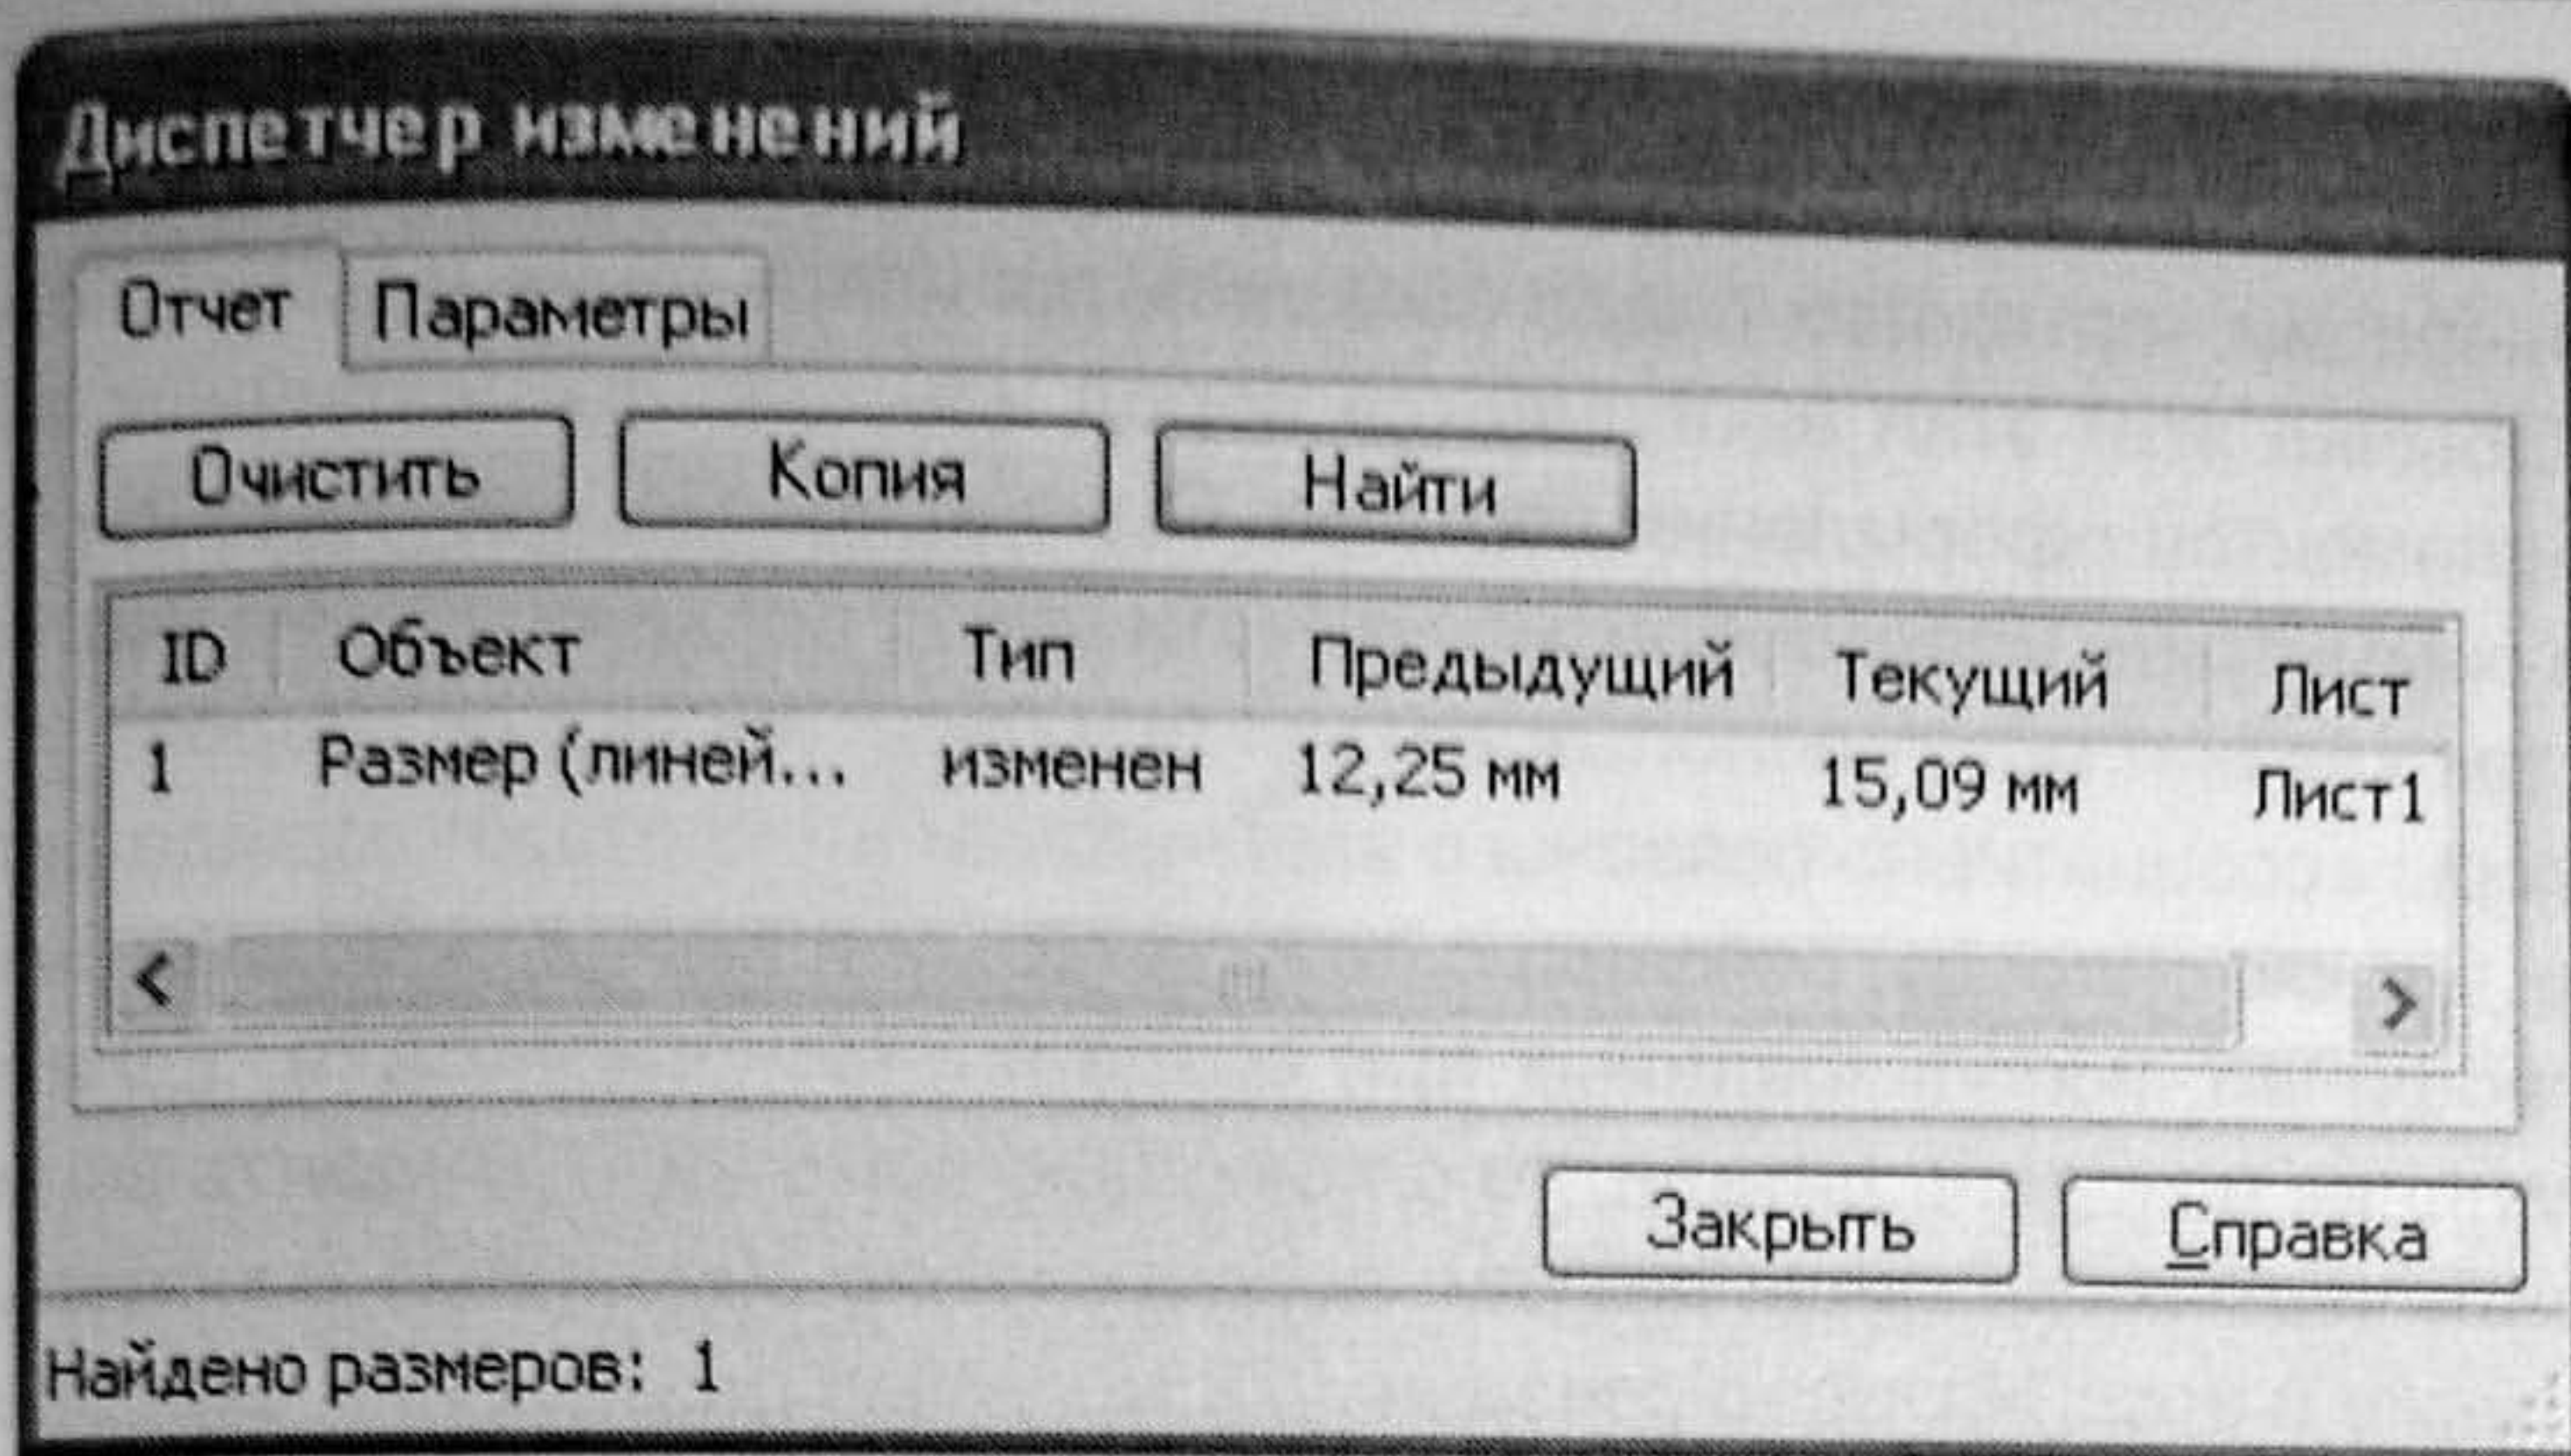 Диспетчер изменений
Отчет Параметры
Очистить Копия Найти
ID Объект Тип Предыдущий Текущий Лист
1 Размер (линей... изменен 12,25 мм 15,09 мм Лист1
Закрыть Справка
Найдено размеров: 1